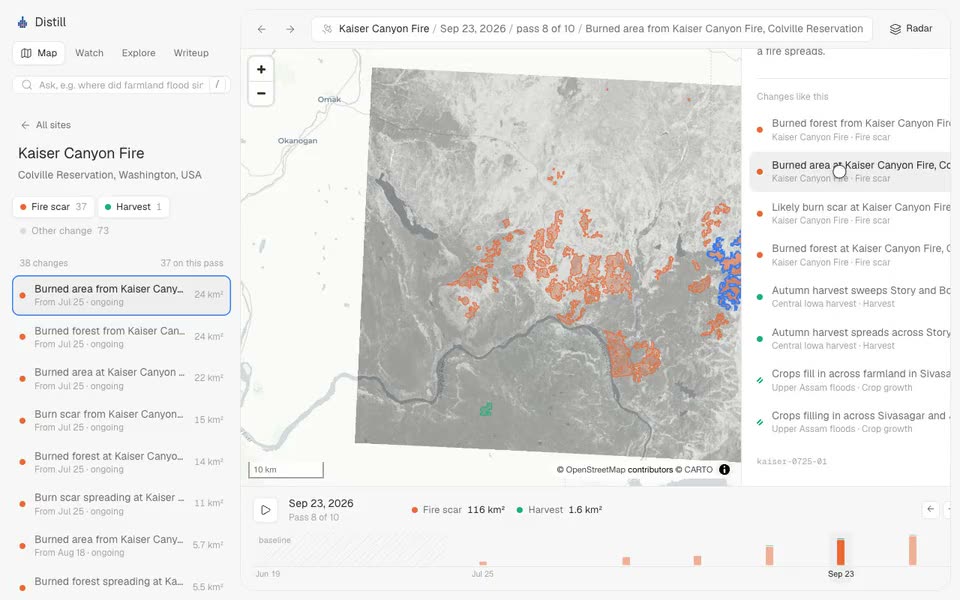 Distill
Map Watch Explore Writeup
Ask, e.g. where did farmland flood sir /
All sites
Kaiser Canyon Fire
Colville Reservation, Washington, USA
Fire scar 37 Harvest 1
Other change 73
38 changes 37 on this pass
Burned area from Kaiser Cany… 24 km²
From Jul 25 · ongoing
Burned forest from Kaiser Can… 24 km²
From Jul 25 · ongoing
Burned area at Kaiser Canyon … 22 km²
From Jul 25 · ongoing
Burn scar from Kaiser Canyon… 15 km²
From Jul 25 · ongoing
Burned forest at Kaiser Canyo… 14 km²
From Jul 25 · ongoing
Burn scar spreading at Kaiser … 11 km²
From Jul 25 · ongoing
Burned area from Kaiser Cany… 5.7 km²
From Aug 18 · ongoing
Burned forest spreading at Ka… 5.5 km²
Kaiser Canyon Fire / Sep 23, 2026 / pass 8 of 10 / Burned area from Kaiser Canyon Fire, Colville Reservation
Radar
+
−
Omak
Okanogan
10 km
© OpenStreetMap contributors © CARTO
a fire spreads.
Changes like this
Burned forest from Kaiser Canyon Fire
Kaiser Canyon Fire · Fire scar
Burned area at Kaiser Canyon Fire, Co
Kaiser Canyon Fire · Fire scar
Likely burn scar at Kaiser Canyon Fire
Kaiser Canyon Fire · Fire scar
Burned forest at Kaiser Canyon Fire, C
Kaiser Canyon Fire · Fire scar
Autumn harvest sweeps Story and Bo
Central Iowa harvest · Harvest
Autumn harvest spreads across Story
Central Iowa harvest · Harvest
Crops fill in across farmland in Sivasa
Upper Assam floods · Crop growth
Crops filling in across Sivasagar and
Upper Assam floods · Crop growth
kaiser-0725-01
Sep 23, 2026
Pass 8 of 10
Fire scar 116 km² Harvest 1.6 km²
baseline
Jun 19 Jul 25 Sep 23